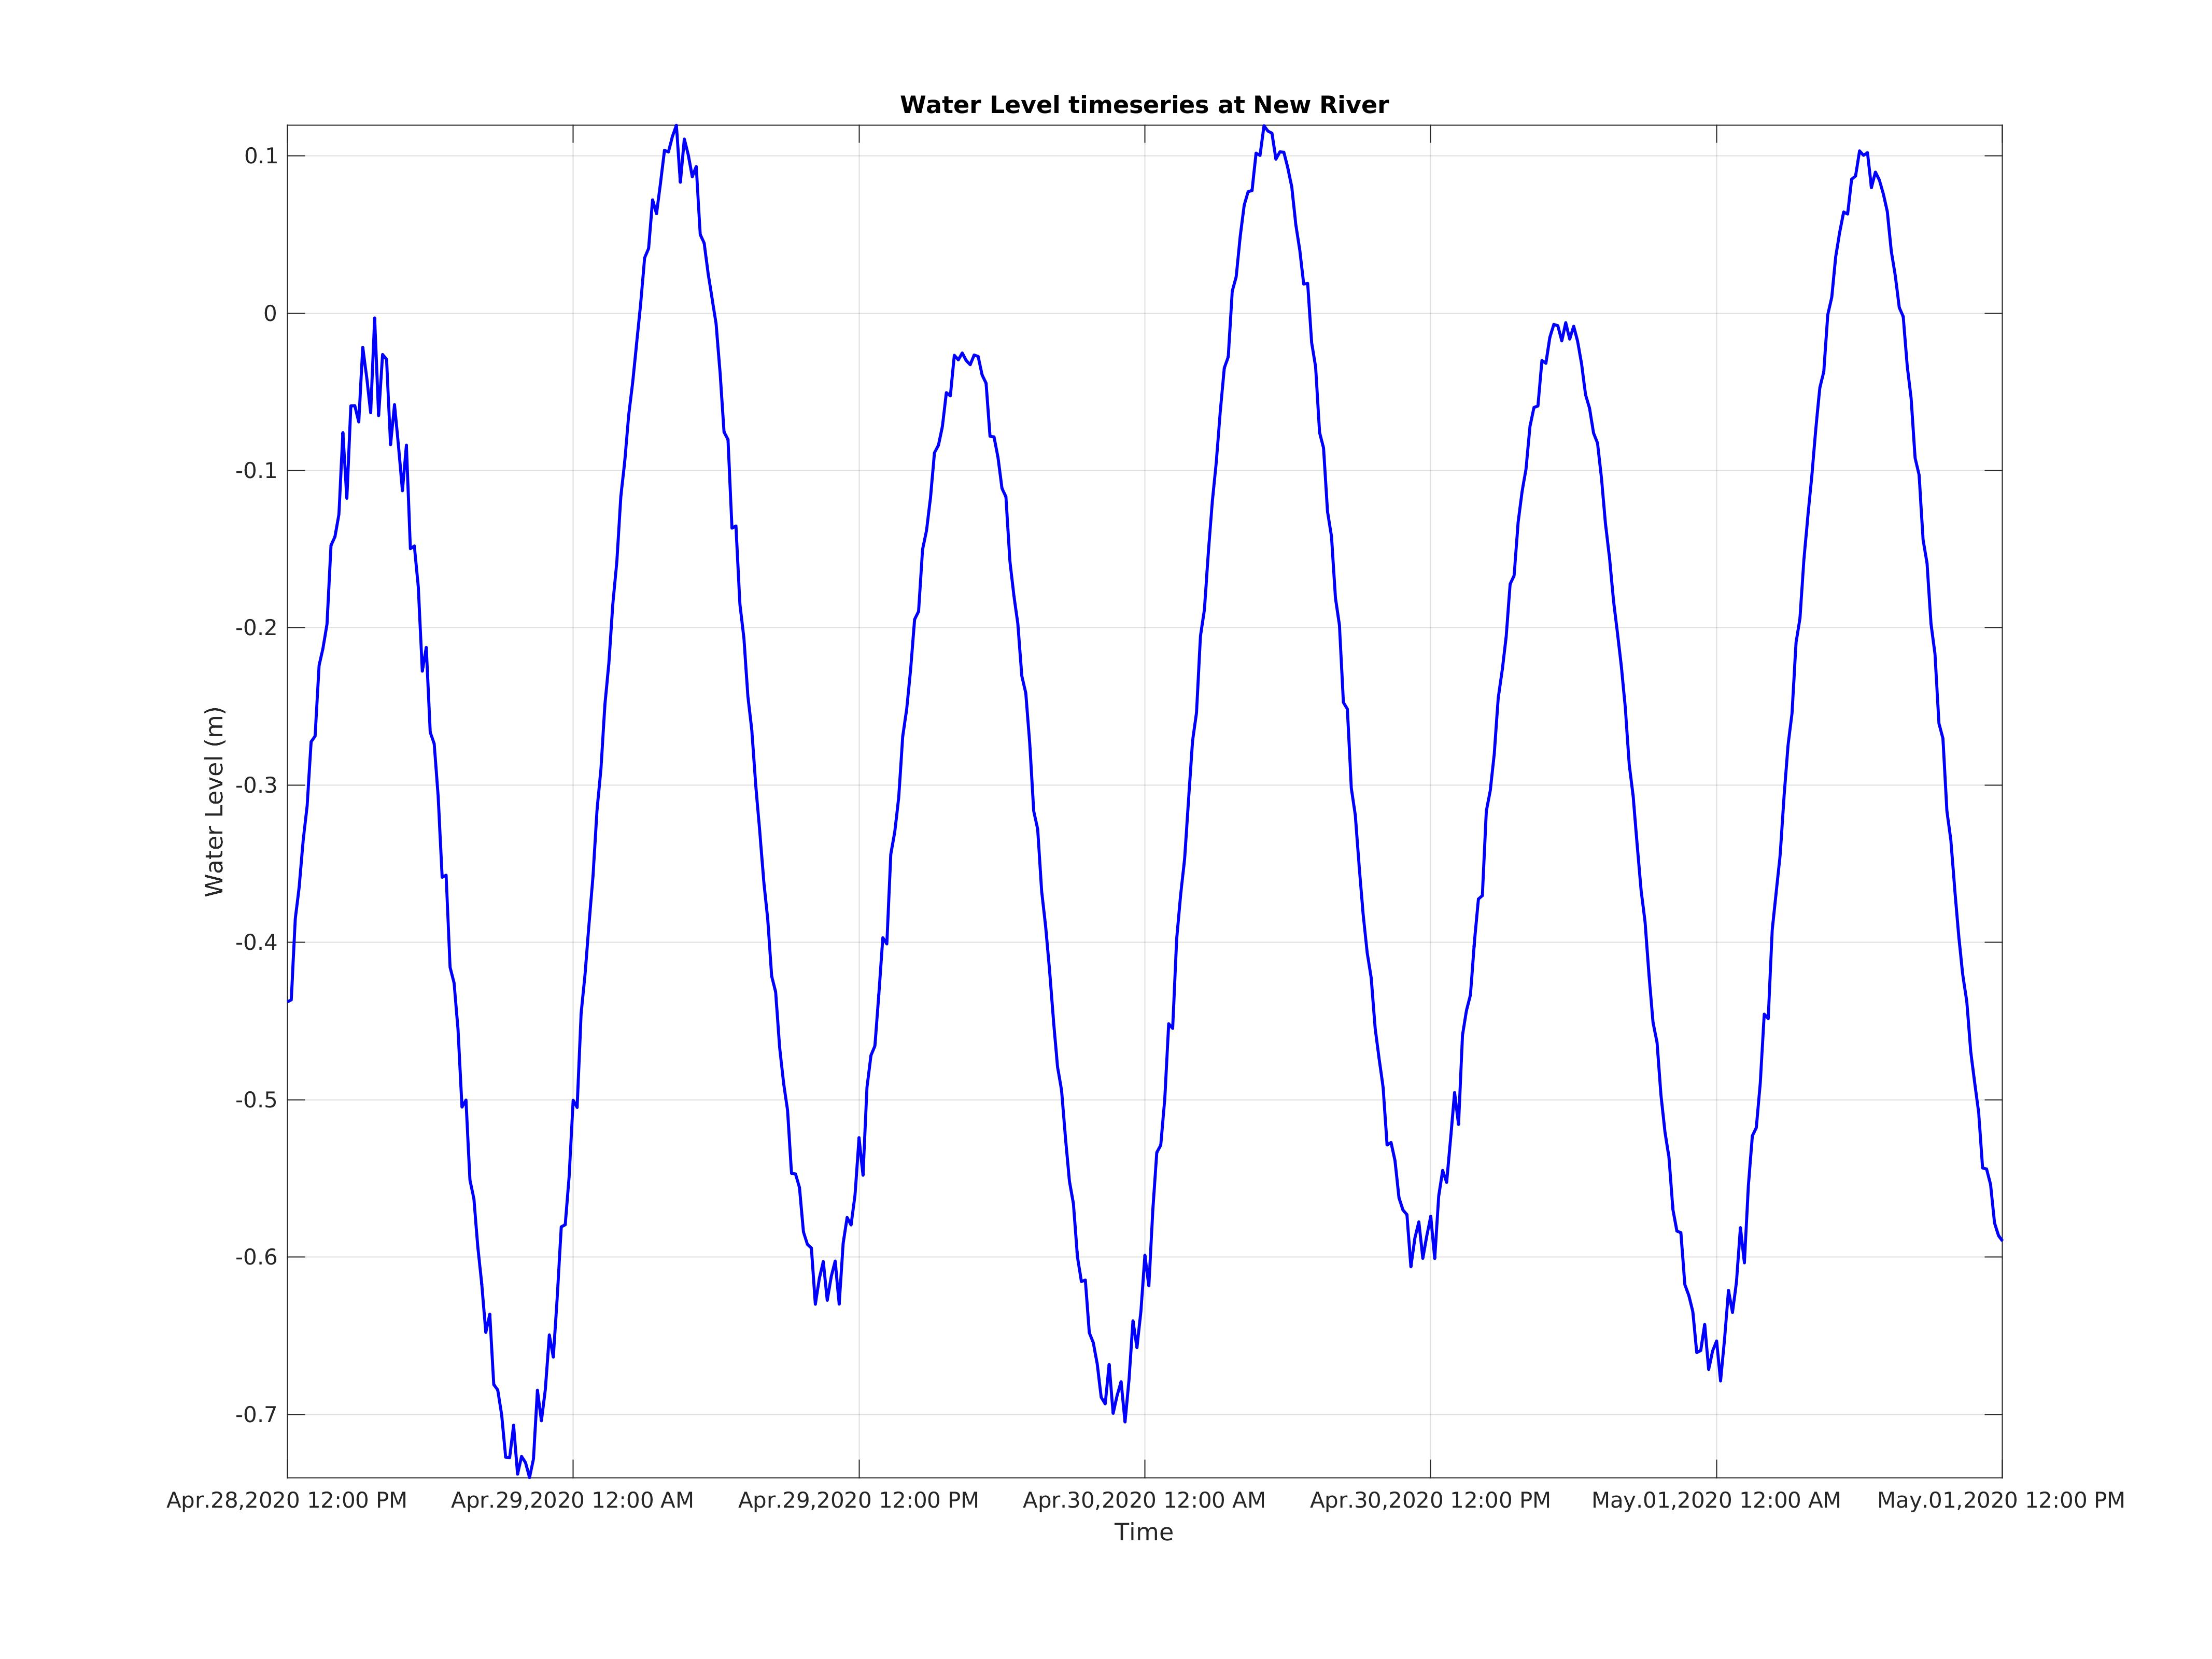 Water Level timeseries at New River
0.1
0
-0.1
-0.2
-0.3
-0.4
-0.5
-0.6
-0.7
Water Level (m)
Apr.28,2020 12:00 PM
Apr.29,2020 12:00 AM
Apr.29,2020 12:00 PM
Apr.30,2020 12:00 AM
Apr.30,2020 12:00 PM
May.01,2020 12:00 AM
May.01,2020 12:00 PM
Time